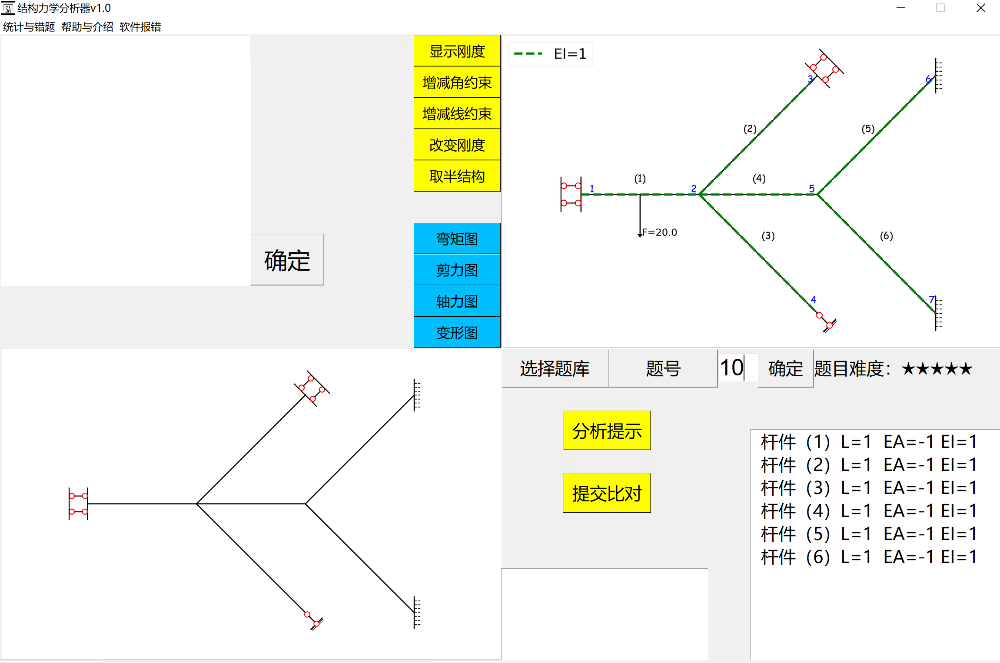 SA 结构力学分析器v1.0
统计与错题 帮助与介绍 软件报错
显示刚度
增减角约束
增减线约束
改变刚度
取半结构
确定
弯矩图
剪力图
轴力图
变形图
EI=1
3
6
(2)
(5)
(1)
(4)
1
2
5
F=20.0
(3)
(6)
4
7
选择题库
题号
10
确定
题目难度：★★★★★
分析提示
提交比对
杆件（1）L=1 EA=-1 EI=1
杆件（2）L=1 EA=-1 EI=1
杆件（3）L=1 EA=-1 EI=1
杆件（4）L=1 EA=-1 EI=1
杆件（5）L=1 EA=-1 EI=1
杆件（6）L=1 EA=-1 EI=1